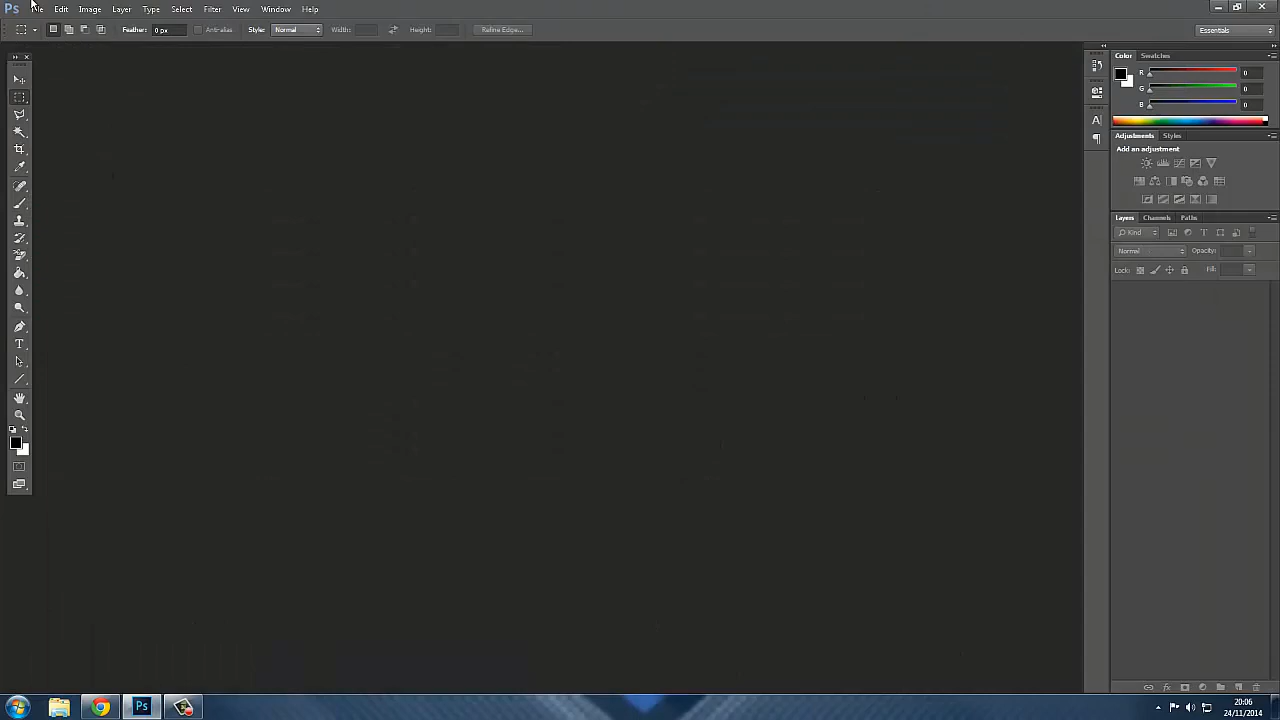 Ps File Edit Image Layer Type Select Filter View Window Help
Feather: 0 px Anti-alias Style: Normal Width: Height: Refine Edge... Essentials
Color Swatches
R 0
G 0
B 0
Adjustments Styles
Add an adjustment
Layers Channels Paths
Kind
Normal Opacity:
Lock: Fill:
Ps
20:06
24/11/2014